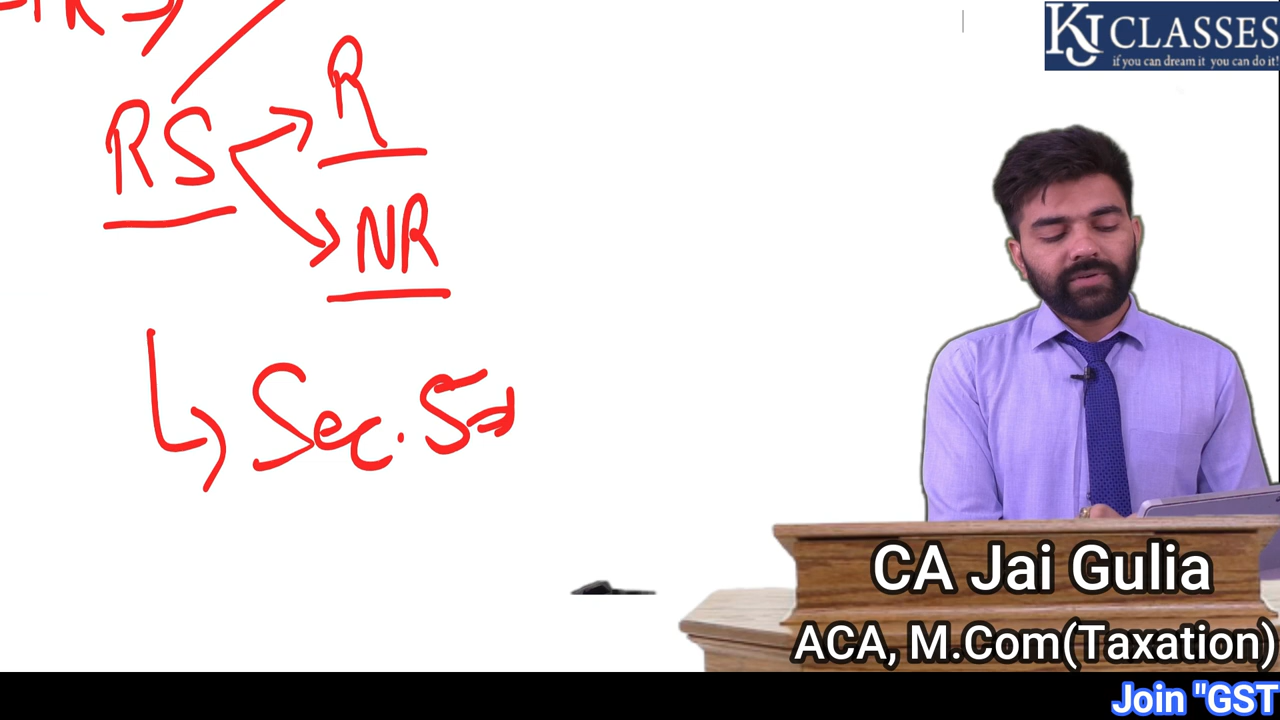 KJ CLASSES
if you can dream it you can do it!
R
RS
NR
Sec. 5
CA Jai Gulia
ACA, M.Com(Taxation)
Join "GST